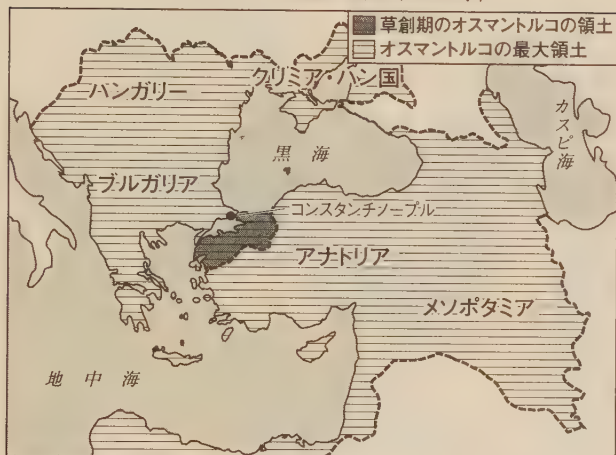 草創期のオスマントルコの領土
オスマントルコの最大領土
クリミア・ハン国
ハンガリー
カスピ海
黒海
ブルガリア
コンスタンチノープル
アナトリア
メソポタミア
地中海